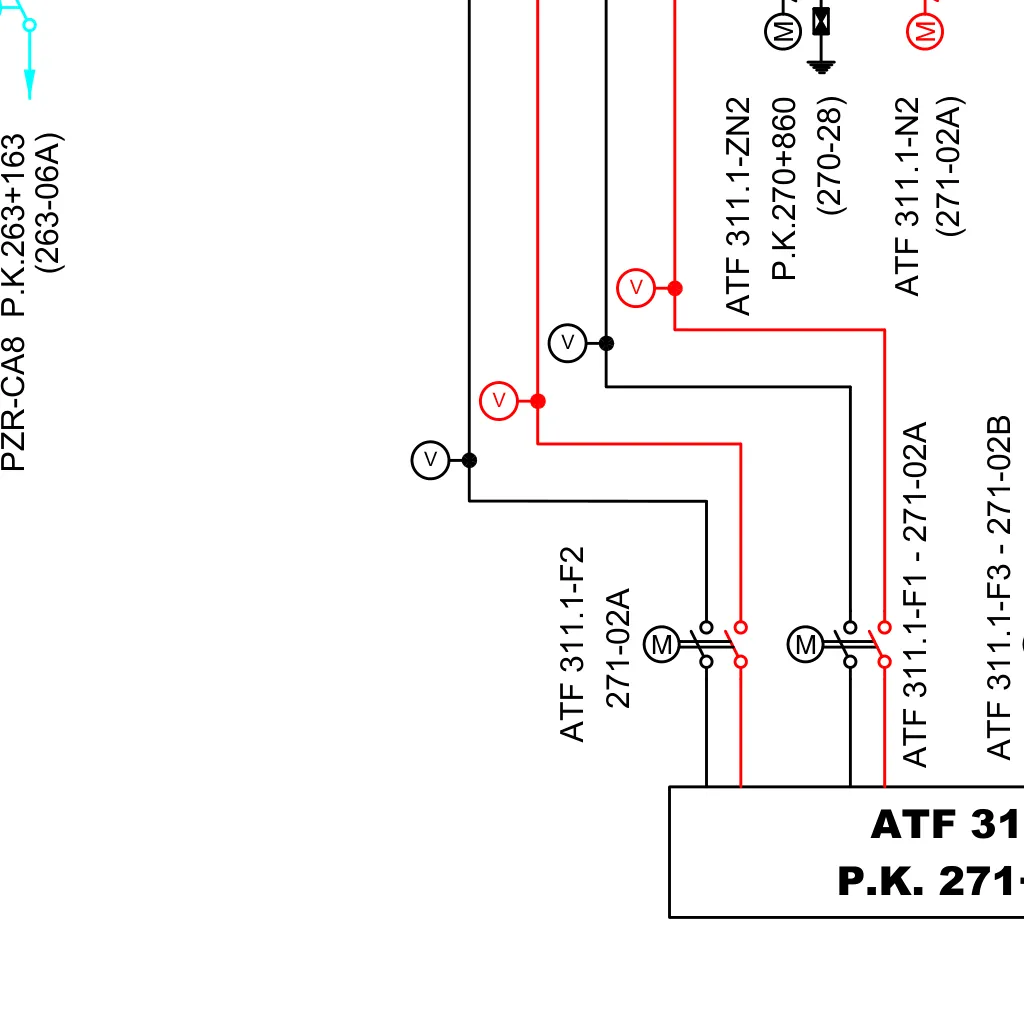 M
M
PZR-CA8 P.K.263+163
(263-06A)
ATF 311.1-ZN2
P.K.270+860
(270-28)
ATF 311.1-N2
(271-02A)
V
V
V
V
ATF 311.1-F2
271-02A
M
M
ATF 311.1-F1 - 271-02A
ATF 311.1-F3 - 271-02B
ATF 31
P.K. 271-